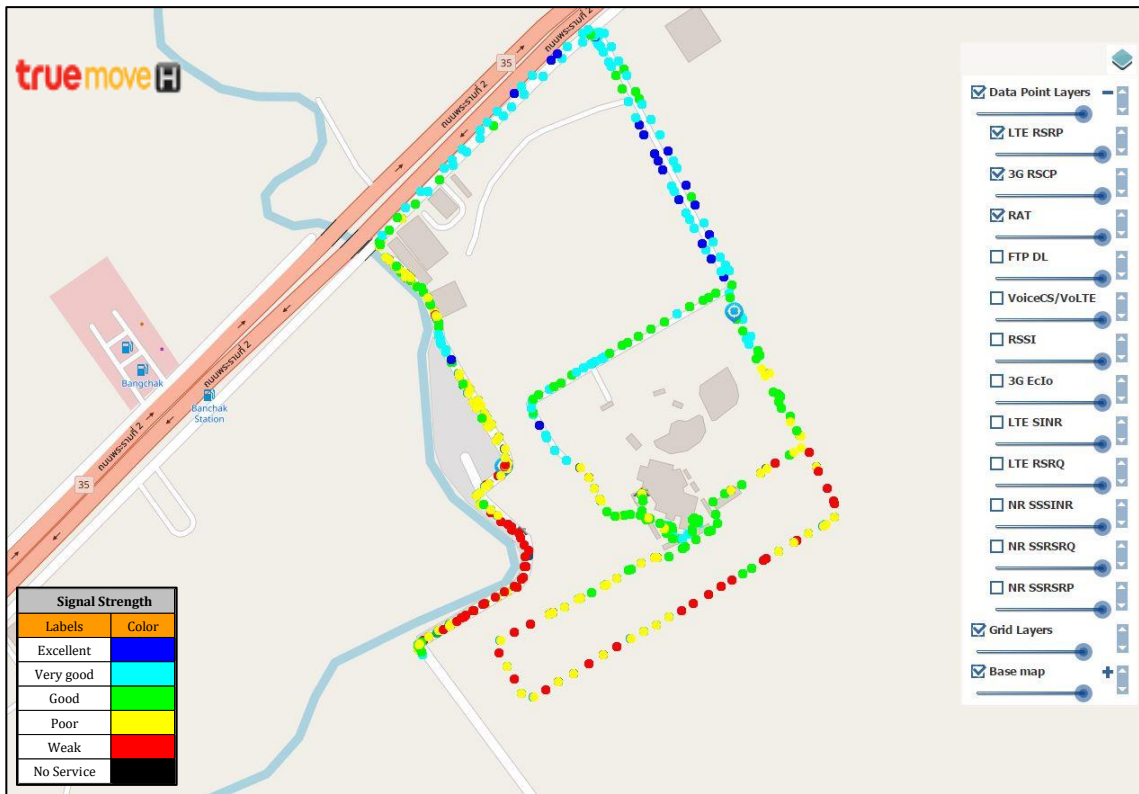 truemove H
ถนนพระรามที่ 2
35
ถนนพระรามที่ 2
ถนนพระรามที่ 2
ถนนพระรามที่ 2
35
Bangchak
Banchak
Station
Data Point Layers
LTE RSRP
3G RSCP
RAT
FTP DL
VoiceCS/VoLTE
RSSI
3G EcIo
LTE SINR
LTE RSRQ
NR SSSINR
NR SSRSRQ
NR SSRSRP
Grid Layers
Base map
Signal Strength
Labels Color
Excellent
Very good
Good
Poor
Weak
No Service